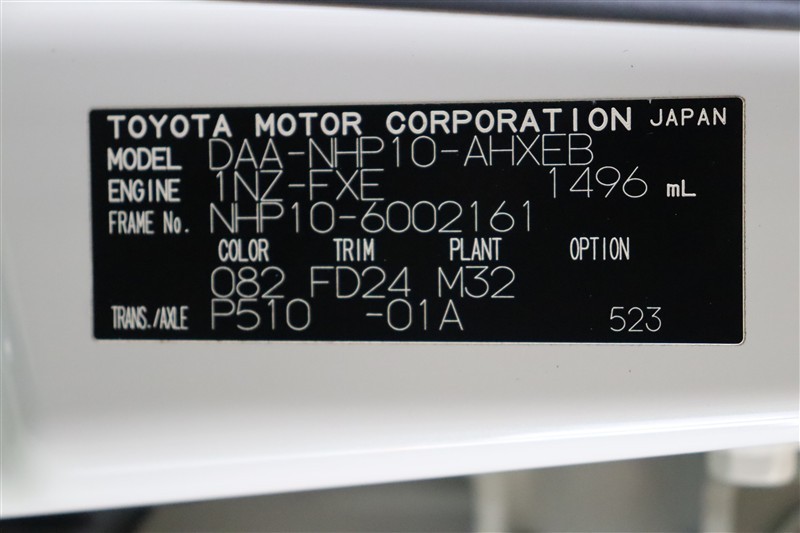 TOYOTA MOTOR CORPORATION JAPAN
MODEL DAA-NHP10-AHXEB
ENGINE 1NZ-FXE 1496 mL
FRAME No. NHP10-6002161
COLOR TRIM PLANT OPTION
082 FD24 M32
TRANS./AXLE P510 -01A 523